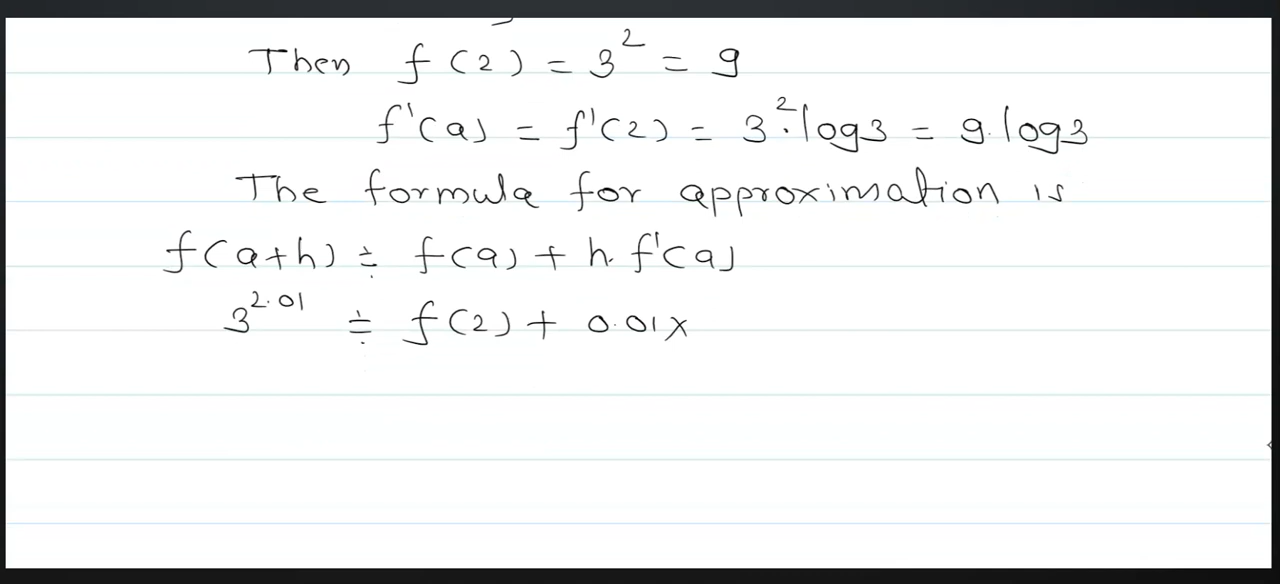 Then f(2) = 3² = 9
f'(a) = f'(2) = 3².log3 = 9.log3
The formula for approximation is
f(a+h) ≑ f(a) + h. f'(a)
3^2.01 ≑ f(2) + 0.01x